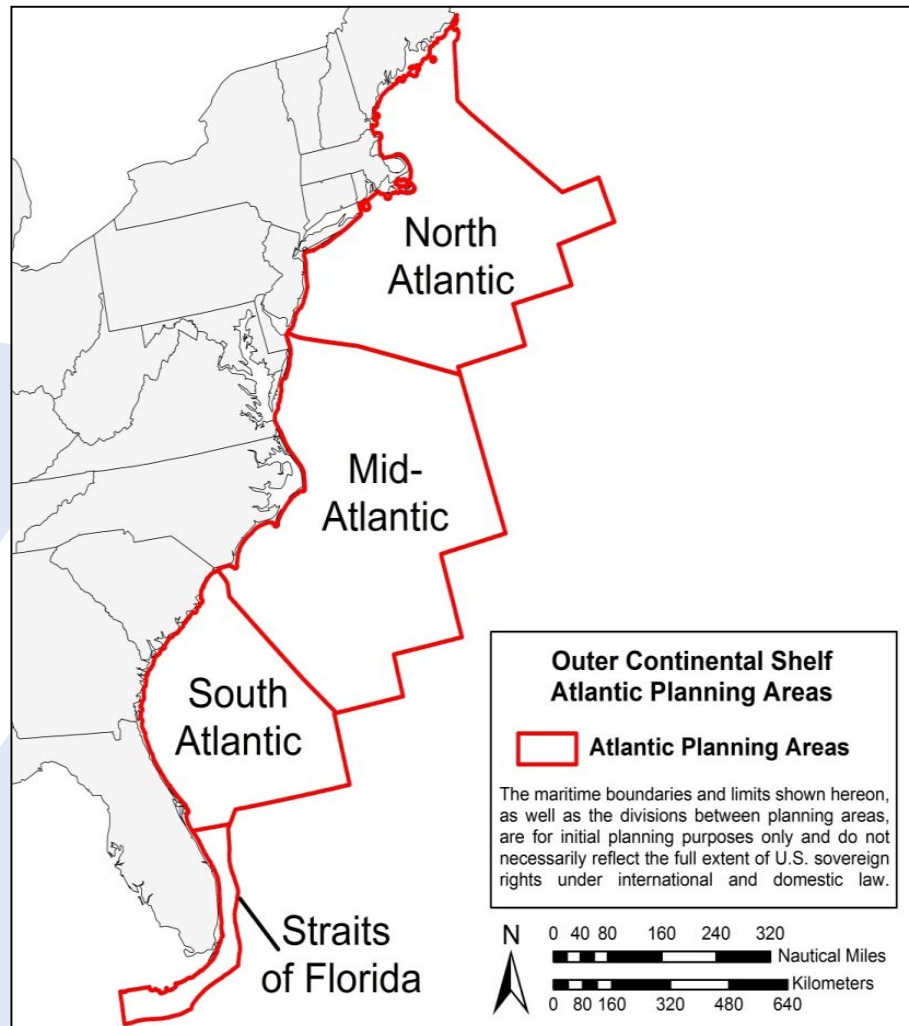 North
Atlantic
Mid-
Atlantic
South
Atlantic
Straits
of Florida
Outer Continental Shelf
Atlantic Planning Areas
Atlantic Planning Areas
The maritime boundaries and limits shown hereon,
as well as the divisions between planning areas,
are for initial planning purposes only and do not
necessarily reflect the full extent of U.S. sovereign
rights under international and domestic law.
N
0 40 80 160 240 320
Nautical Miles
Kilometers
0 80 160 320 480 640